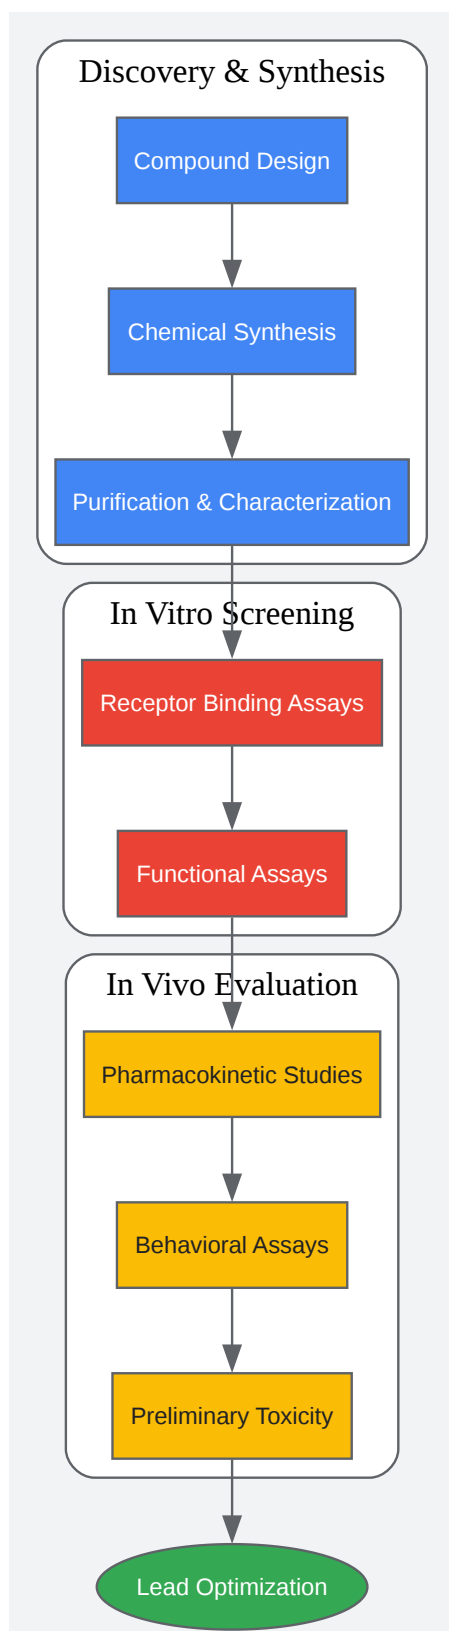 Discovery & Synthesis
Compound Design
Chemical Synthesis
Purification & Characterization
In Vitro Screening
Receptor Binding Assays
Functional Assays
In Vivo Evaluation
Pharmacokinetic Studies
Behavioral Assays
Preliminary Toxicity
Lead Optimization